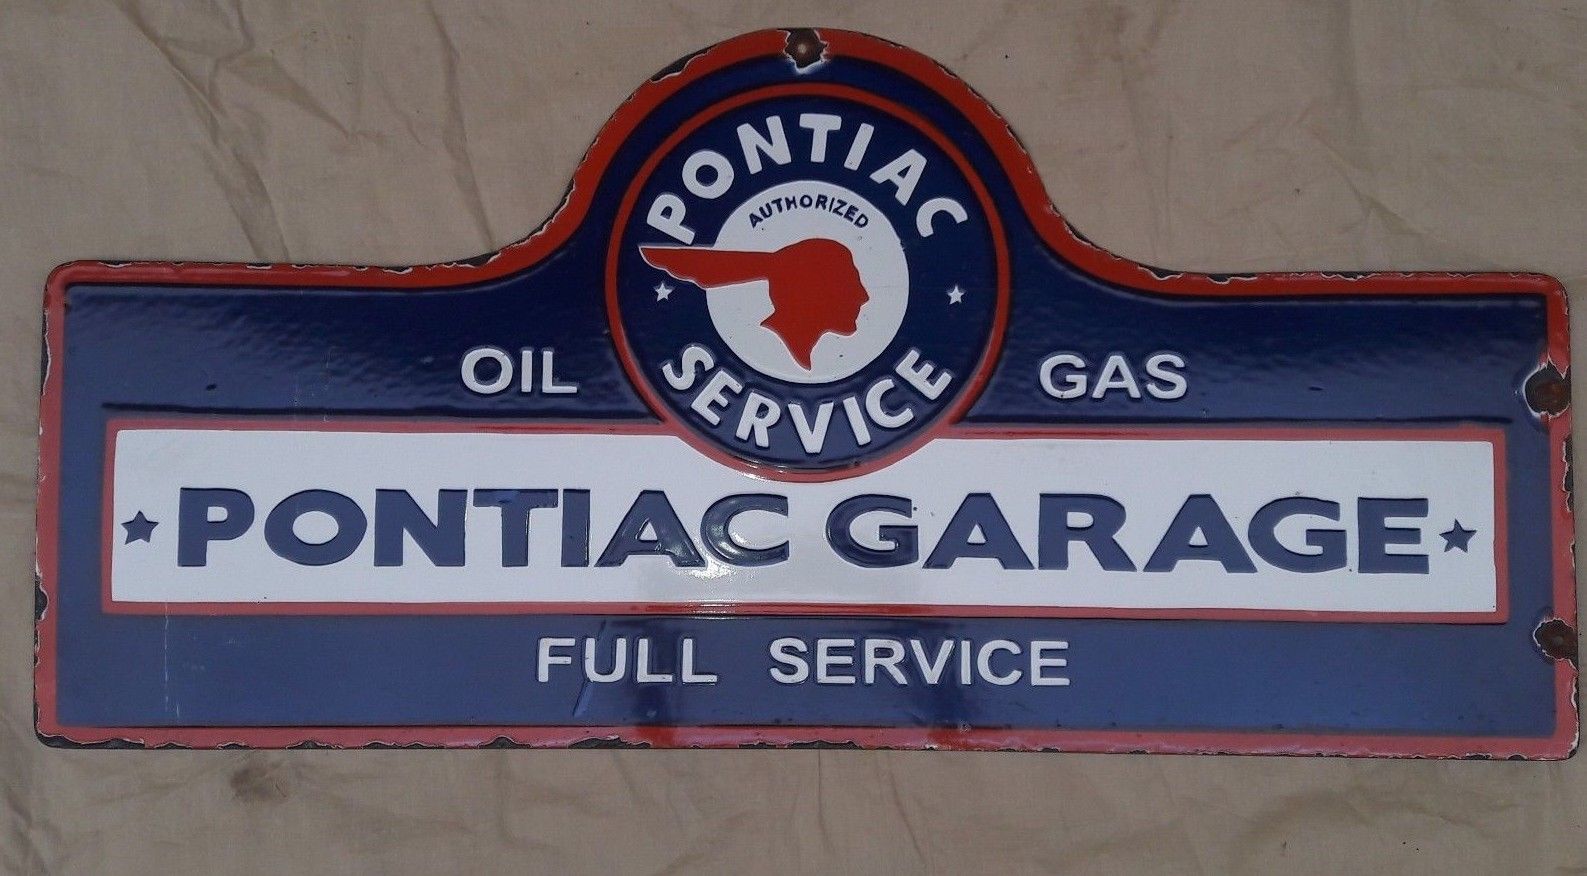 PONTIAC
AUTHORIZED
SERVICE
OIL GAS
PONTIAC GARAGE
FULL SERVICE